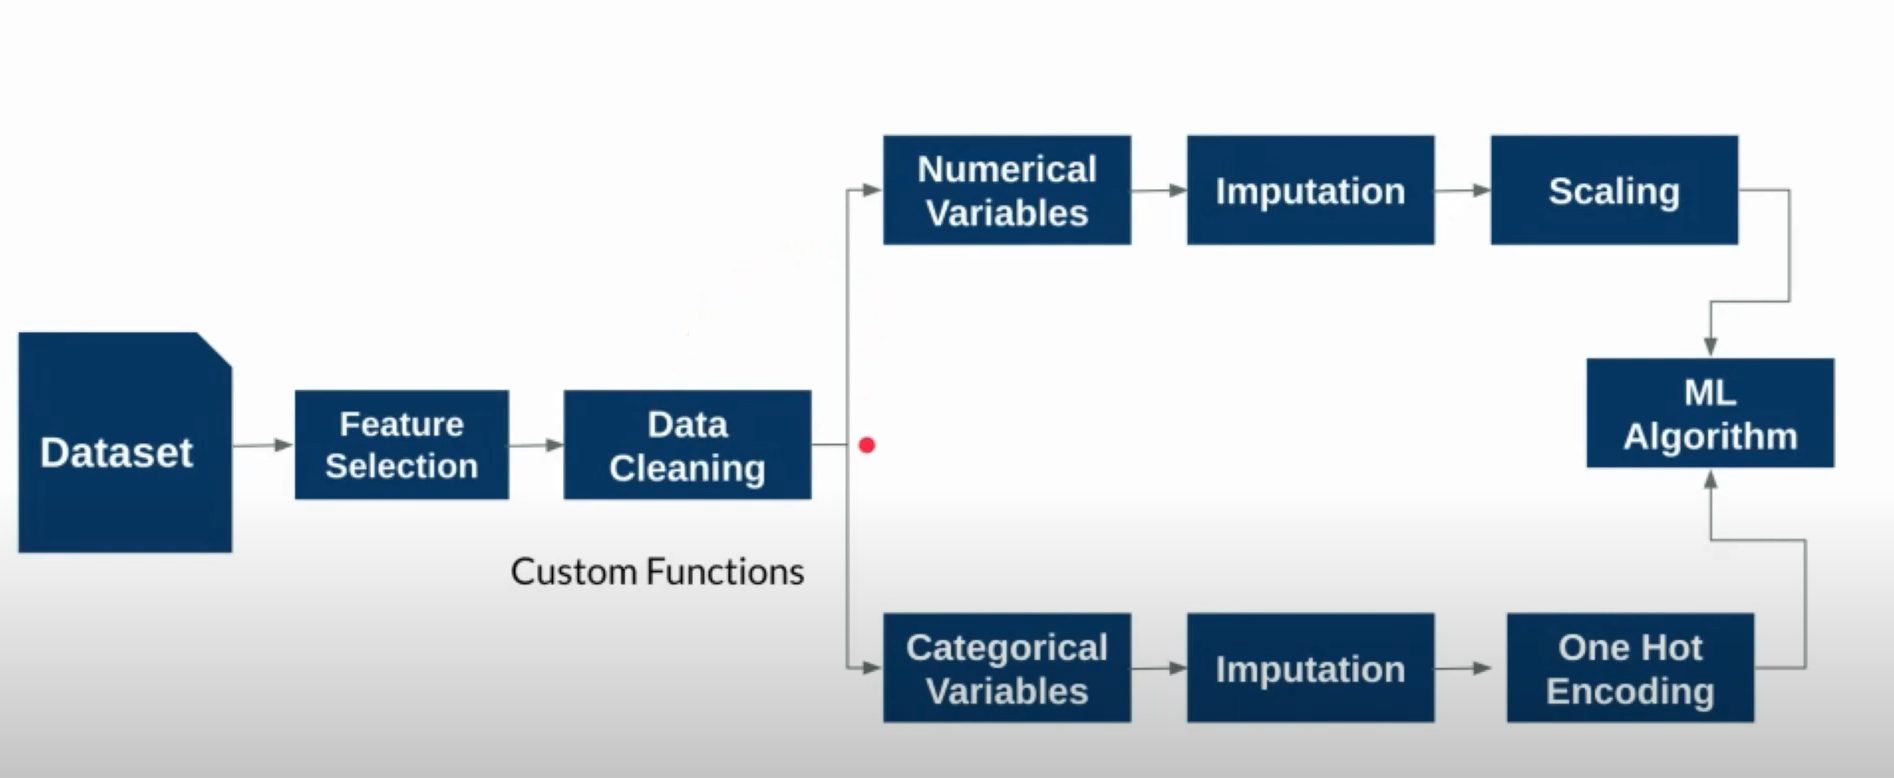 Dataset
Feature
Selection
Data
Cleaning
Custom Functions
Numerical
Variables
Imputation
Scaling
Categorical
Variables
Imputation
One Hot
Encoding
ML
Algorithm